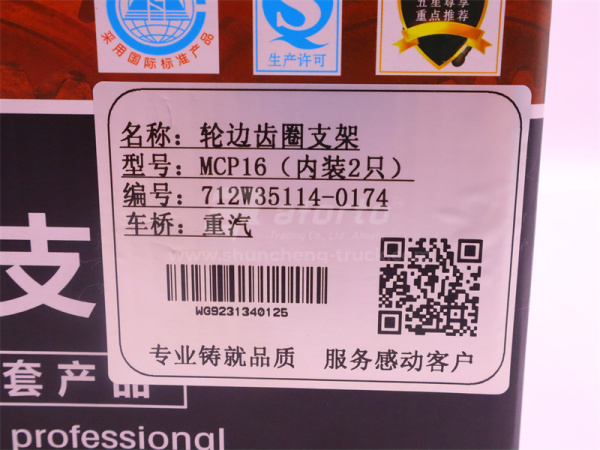 采用国际标准产品
生产许可
五星尊享
重点推荐
名称：轮边齿圈支架
型号：MCP16（内装2只）
编号：712W35114-0174
车桥：重汽
www.shuncheng-truck
WG9231340125
专业铸就品质 服务感动客户
支
套产品
professional